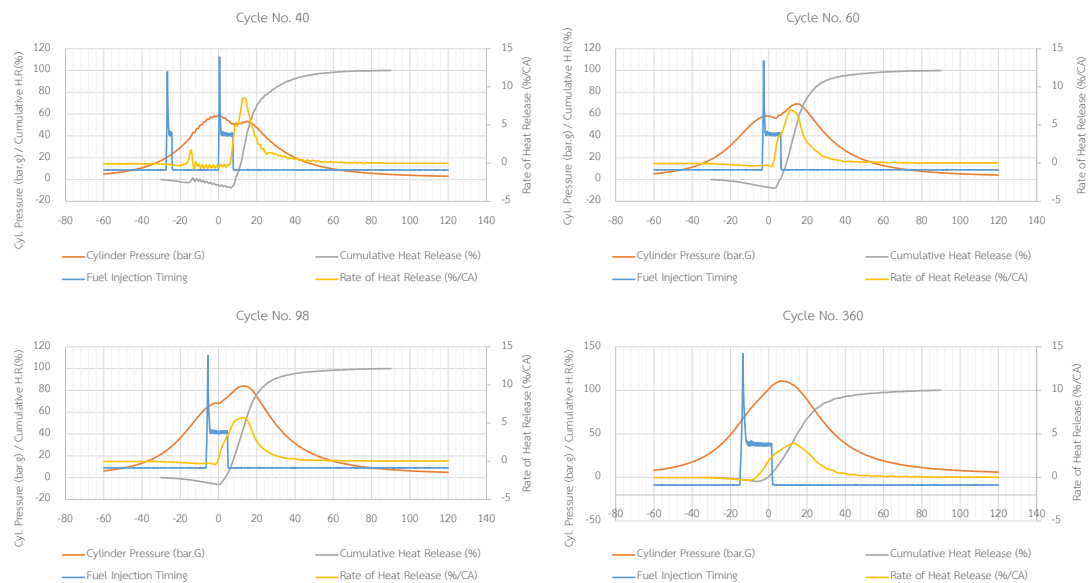 Cycle No. 40
Cyl. Pressure (bar.g) / Cumulative H.R.(%)
120
100
80
60
40
20
0
-20
15
10
5
0
-5
Rate of Heat Release (%/CA)
-80 -60 -40 -20 0 20 40 60 80 100 120 140
Cylinder Pressure (bar.G) Cumulative Heat Release (%)
Fuel Injection Timing Rate of Heat Release (%/CA)
Cycle No. 60
Cyl. Pressure (bar.g) / Cumulative H.R.(%)
120
100
80
60
40
20
0
-20
15
10
5
0
-5
Rate of Heat Release (%/CA)
-80 -60 -40 -20 0 20 40 60 80 100 120 140
Cylinder Pressure (bar.G) Cumulative Heat Release (%)
Fuel Injection Timing Rate of Heat Release (%/CA)
Cycle No. 98
Cyl. Pressure (bar.g) / Cumulative H.R.(%)
120
100
80
60
40
20
0
-20
15
10
5
0
-5
Rate of Heat Release (%/CA)
-80 -60 -40 -20 0 20 40 60 80 100 120 140
Cylinder Pressure (bar.G) Cumulative Heat Release (%)
Fuel Injection Timing Rate of Heat Release (%/CA)
Cycle No. 360
Cyl. Pressure (bar.g) / Cumulative H.R.(%)
150
100
50
0
-50
15
10
5
0
-5
Rate of Heat Release (%/CA)
-80 -60 -40 -20 0 20 40 60 80 100 120 140
Cylinder Pressure (bar.G) Cumulative Heat Release (%)
Fuel Injection Timing Rate of Heat Release (%/CA)